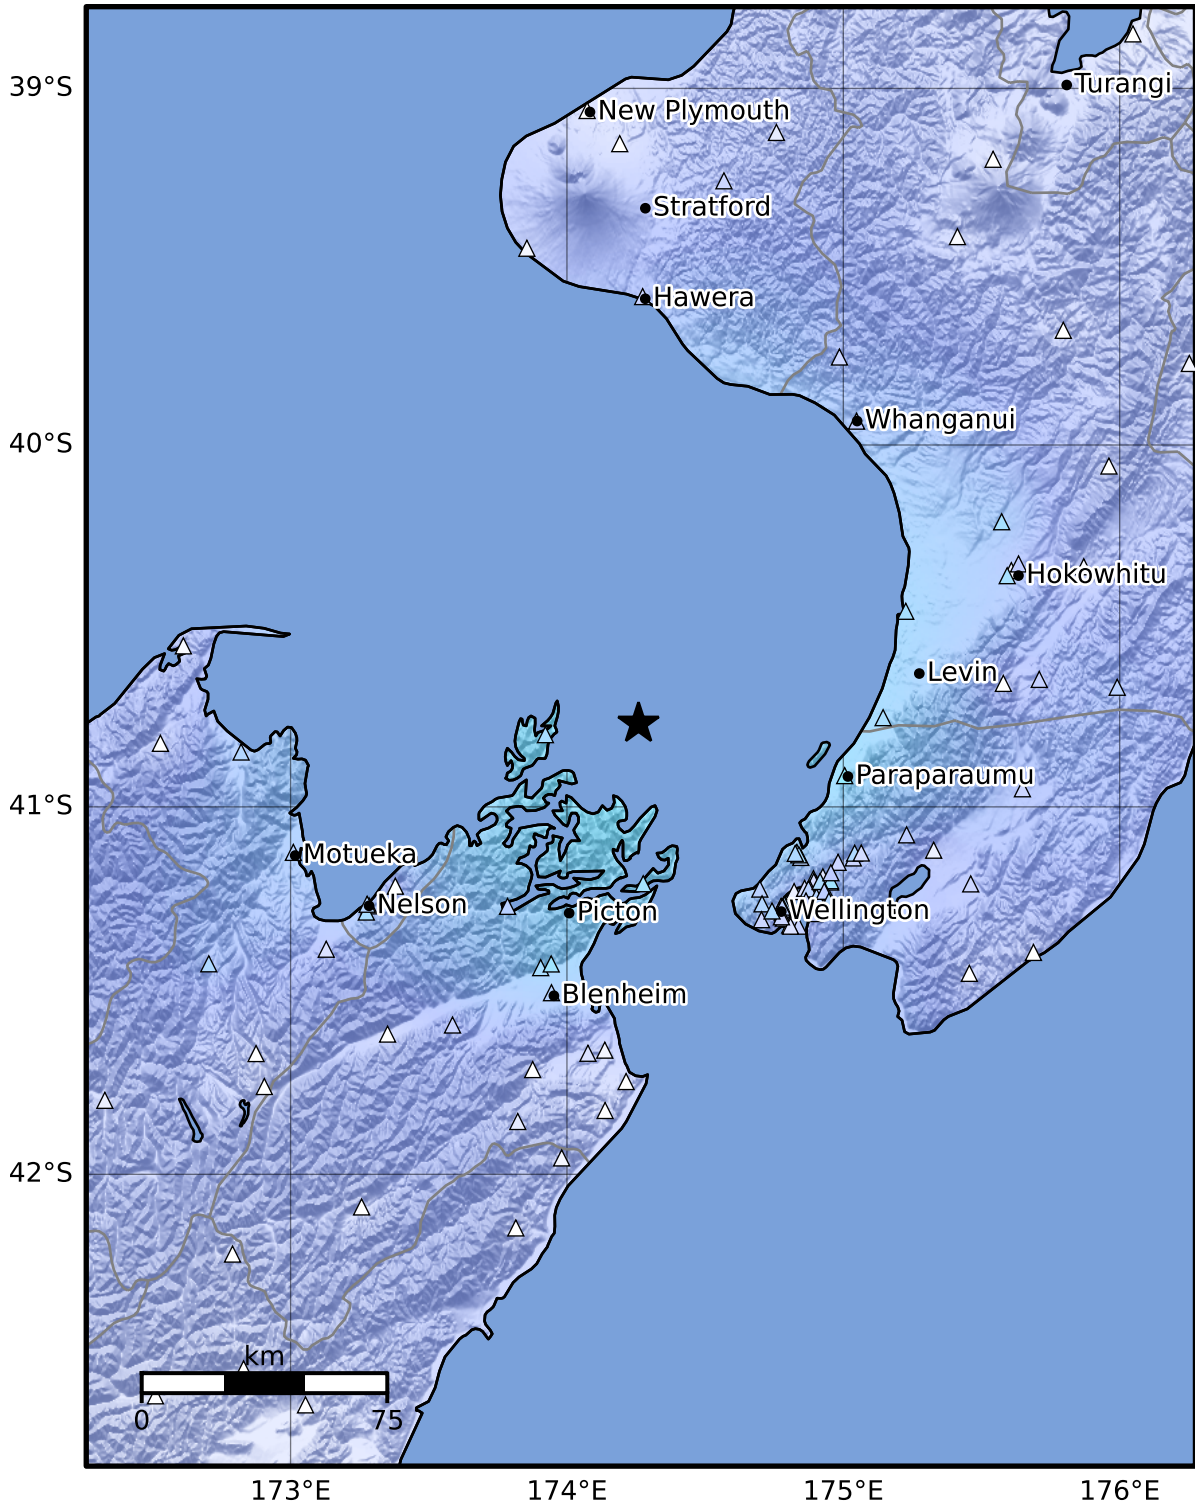 39°S
Turangi
New Plymouth
Stratford
Hawera
40°S
Whanganui
Hokowhitu
Levin
Paraparaumu
41°S
Motueka
Nelson
Picton
Wellington
Blenheim
42°S
km
0
75
173°E
174°E
175°E
176°E